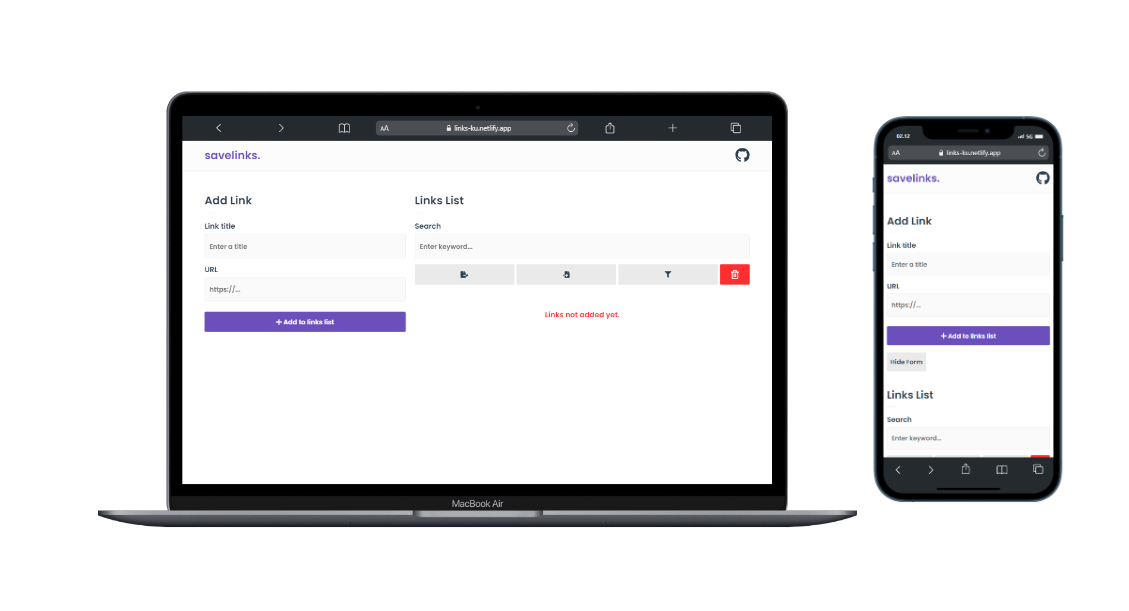 AA links-ku.netlify.app
savelinks.
Add Link
Link title
Enter a title
URL
https://...
+ Add to links list
Links List
Search
Enter keyword...
Links not added yet.
MacBook Air
02.12 5G
AA links-ku.netlify.app
savelinks.
Add Link
Link title
Enter a title
URL
https://...
+ Add to links list
Hide Form
Links List
Search
Enter keyword...